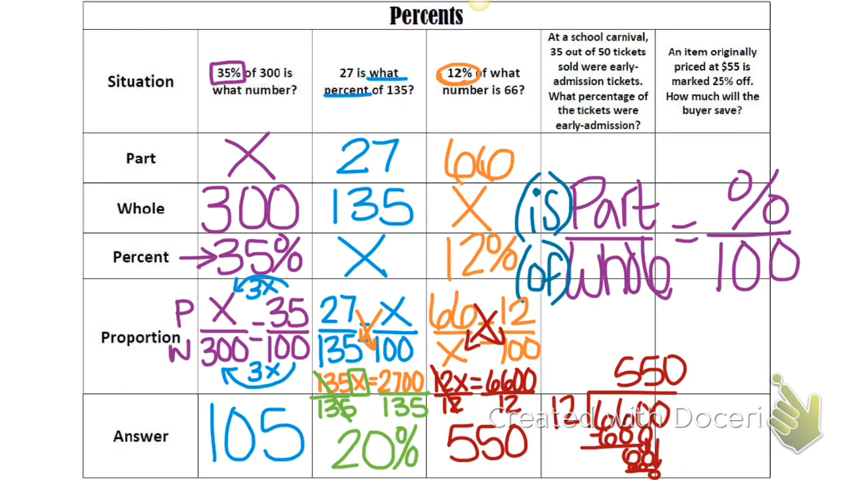 Percents
Situation
35% of 300 is
what number?
27 is what
percent of 135?
12% of what
number is 66?
At a school carnival,
35 out of 50 tickets
sold were early-
admission tickets.
What percentage of
the tickets were
early-admission?
An item originally
priced at $55 is
marked 25% off.
How much will the
buyer save?
Part
X
27
66
Whole
300
135
X
Percent
→35%
X
12%
(is) Part = %
(of) whole 100
Proportion
3x
P X = 35
W 300 100
3x
27 = X
135 100
135x = 2700
135 135
66 = 12
X 100
12x = 6600
12 12
550
12 6600
-60
60
Answer
105
20%
550
Created with Doceri